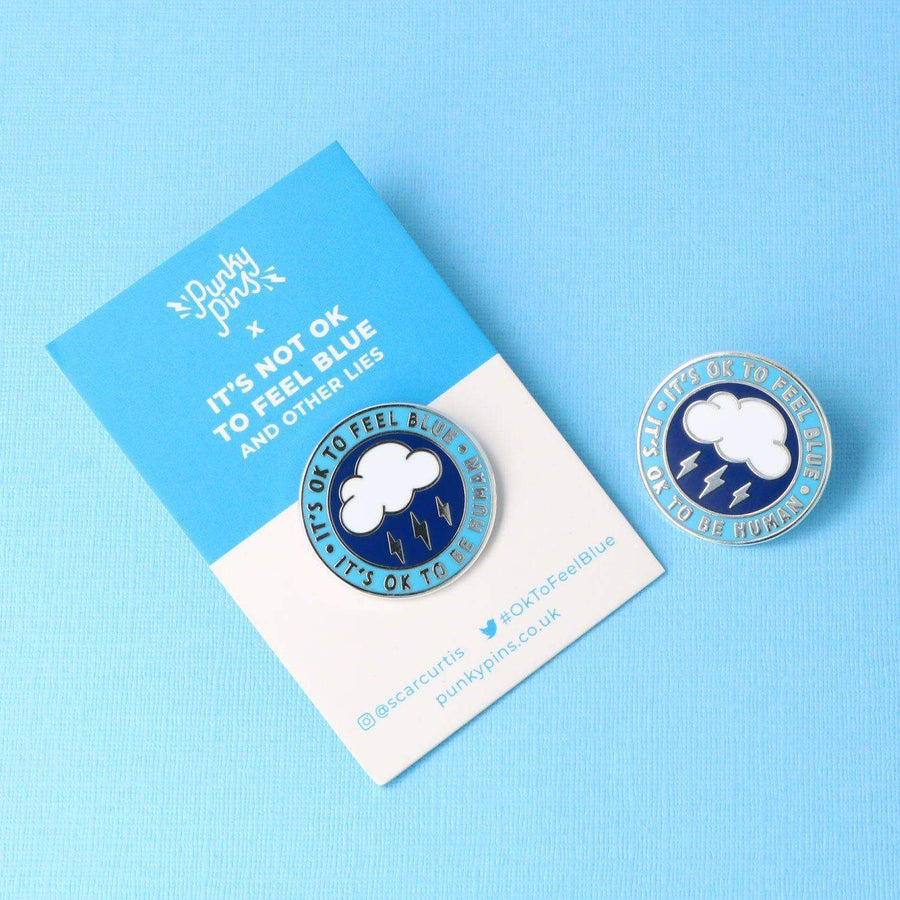 Punky
Pins
X
IT'S NOT OK
TO FEEL BLUE
AND OTHER LIES
IT'S OK TO FEEL BLUE •
IT'S OK TO BE HUMAN •
@scarcurtis
#OkToFeelBlue
punkypins.co.uk
IT'S OK TO FEEL BLUE •
IT'S OK TO BE HUMAN •